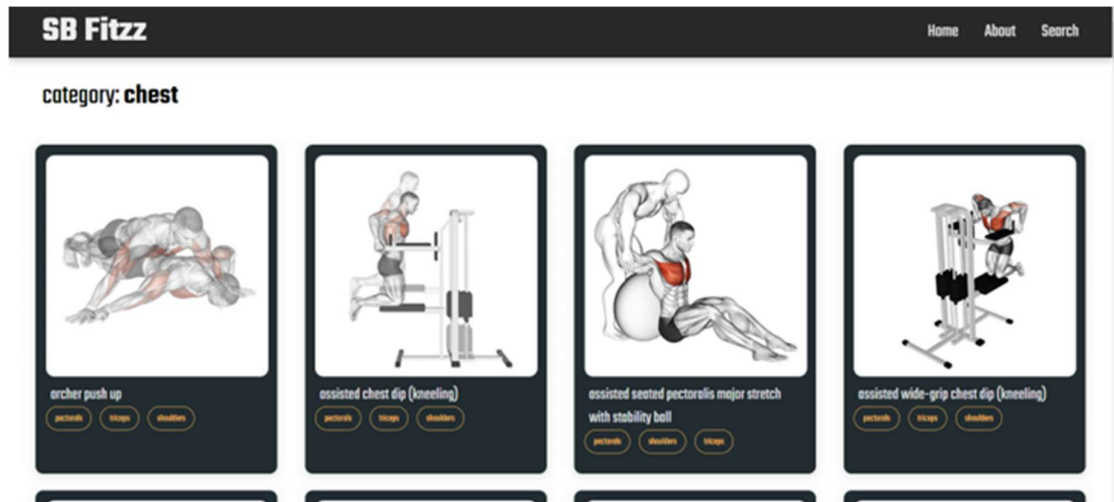 SB Fitzz
Home About Search
category: chest
archer push up
pectorals triceps shoulders
assisted chest dip (kneeling)
pectorals triceps shoulders
assisted seated pectoralis major stretch
with stability ball
pectorals shoulders triceps
assisted wide-grip chest dip (kneeling)
pectorals triceps shoulders